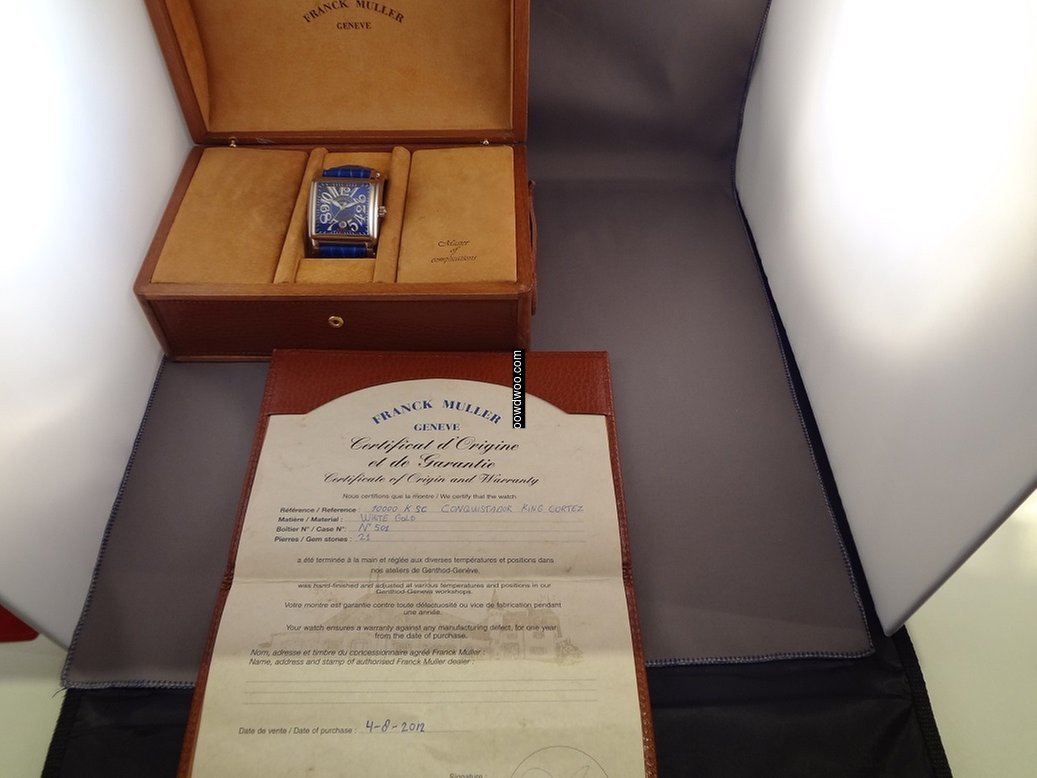 FRANCK MULLER
GENEVE
Master
of
complications
powdwoo.com
FRANCK MULLER
GENEVE
Certificat d'Origine
et de Garantie
Certificate of Origin and Warranty
Nous certifions que la montre / We certify that the watch
Référence / Reference : 10000 K SC CONQUISTADOR KING CORTEZ
Matière / Material : WHITE GOLD
Boîtier N° / Case N°: N° 501
Pierres / Gem stones : 21
a été terminée à la main et réglée aux diverses températures et positions dans
nos ateliers de Genthod-Genève.
was hand-finished and adjusted at various temperatures and positions in our
Genthod-Geneva workshops.
Votre montre est garantie contre toute défectuosité ou vice de fabrication pendant
une année.
Your watch ensures a warranty against any manufacturing defect, for one year
from the date of purchase.
Nom, adresse et timbre du concessionnaire agréé Franck Muller :
Name, address and stamp of authorised Franck Muller dealer :
Date de vente / Date of purchase : 4-8-2012
Signature :